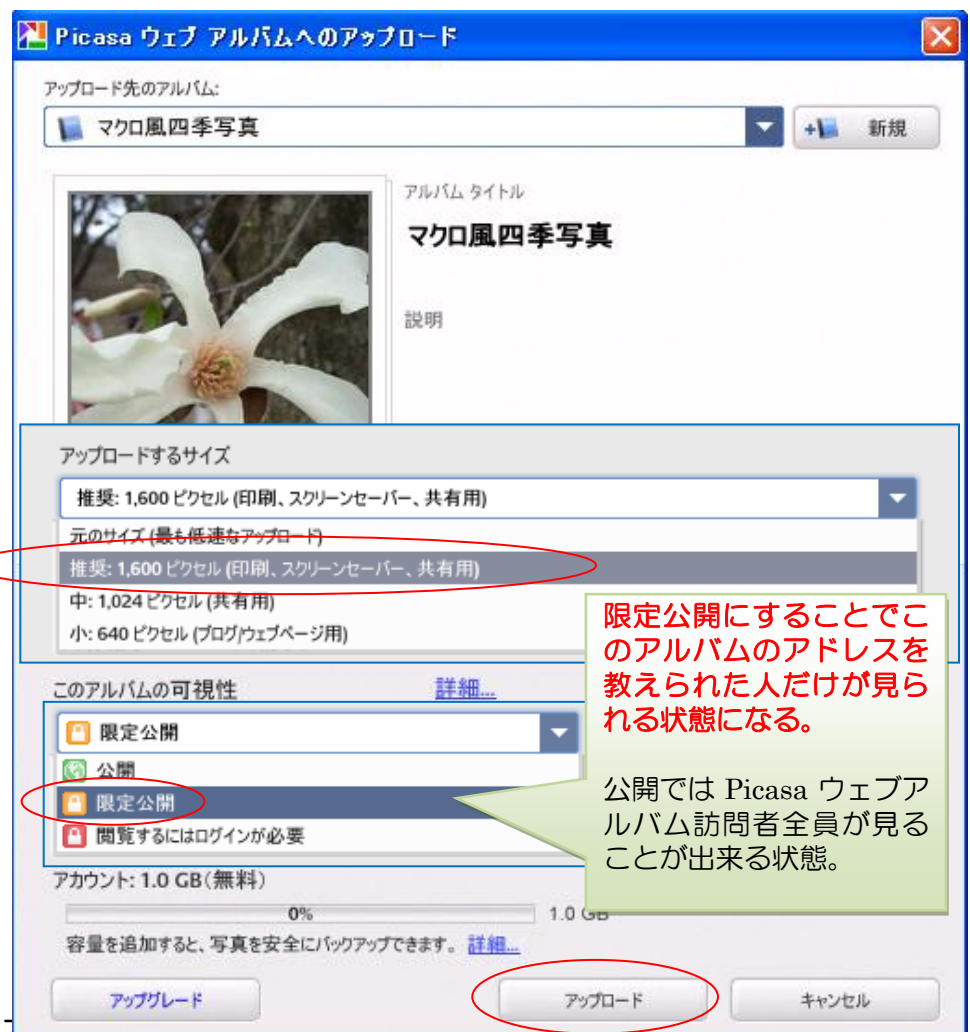 Picasa ウェブ アルバムへのアップロード
アップロード先のアルバム:
マクロ風四季写真
新規
アルバム タイトル
マクロ風四季写真
説明
アップロードするサイズ
推奨: 1,600 ピクセル (印刷、スクリーンセーバー、共有用)
元のサイズ (最も低速なアップロード)
推奨: 1,600 ピクセル (印刷、スクリーンセーバー、共有用)
中: 1,024 ピクセル (共有用)
小: 640 ピクセル (ブログ/ウェブページ用)
限定公開にすることでこ
のアルバムのアドレスを
教えられた人だけが見ら
れる状態になる。
公開では Picasa ウェブア
ルバム訪問者全員が見る
ことが出来る状態。
このアルバムの可視性 詳細...
限定公開
公開
限定公開
閲覧するにはログインが必要
アカウント: 1.0 GB(無料)
0% 1.0 GB
容量を追加すると、写真を安全にバックアップできます。 詳細...
アップグレード アップロード キャンセル